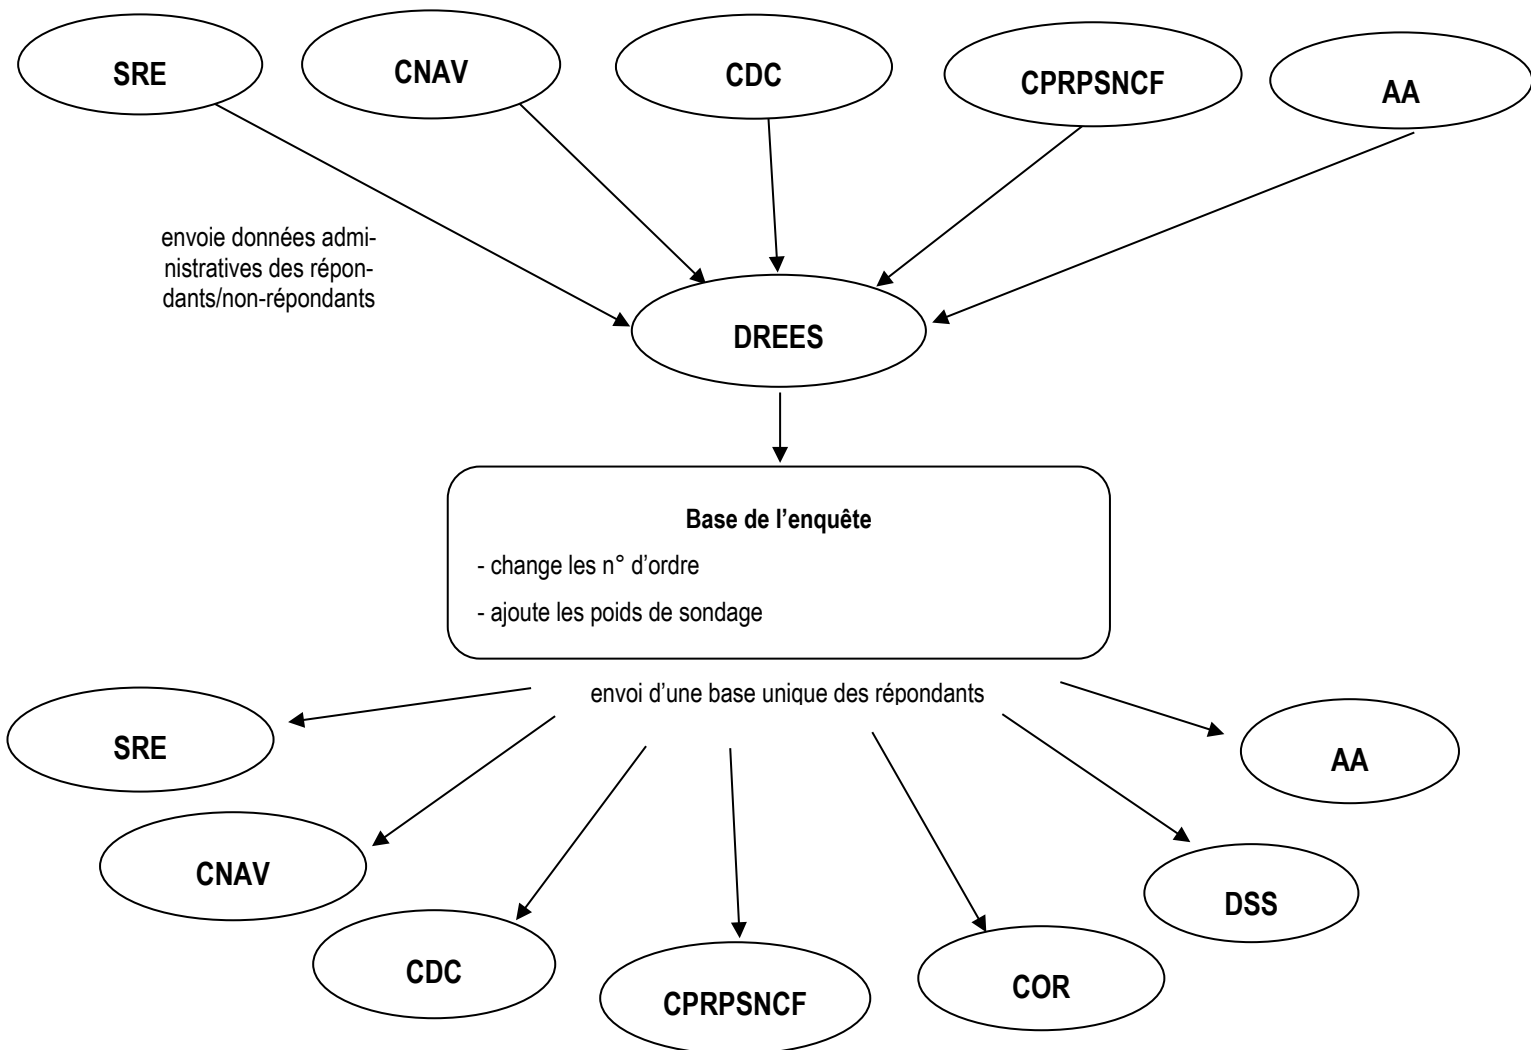 SRE
CNAV
CDC
CPRPSNCF
AA
envoie données admi-
nistratives des répon-
dants/non-répondants
DREES
Base de l'enquête
- change les n° d'ordre
- ajoute les poids de sondage
envoi d'une base unique des répondants
SRE
AA
CNAV
DSS
CDC
COR
CPRPSNCF